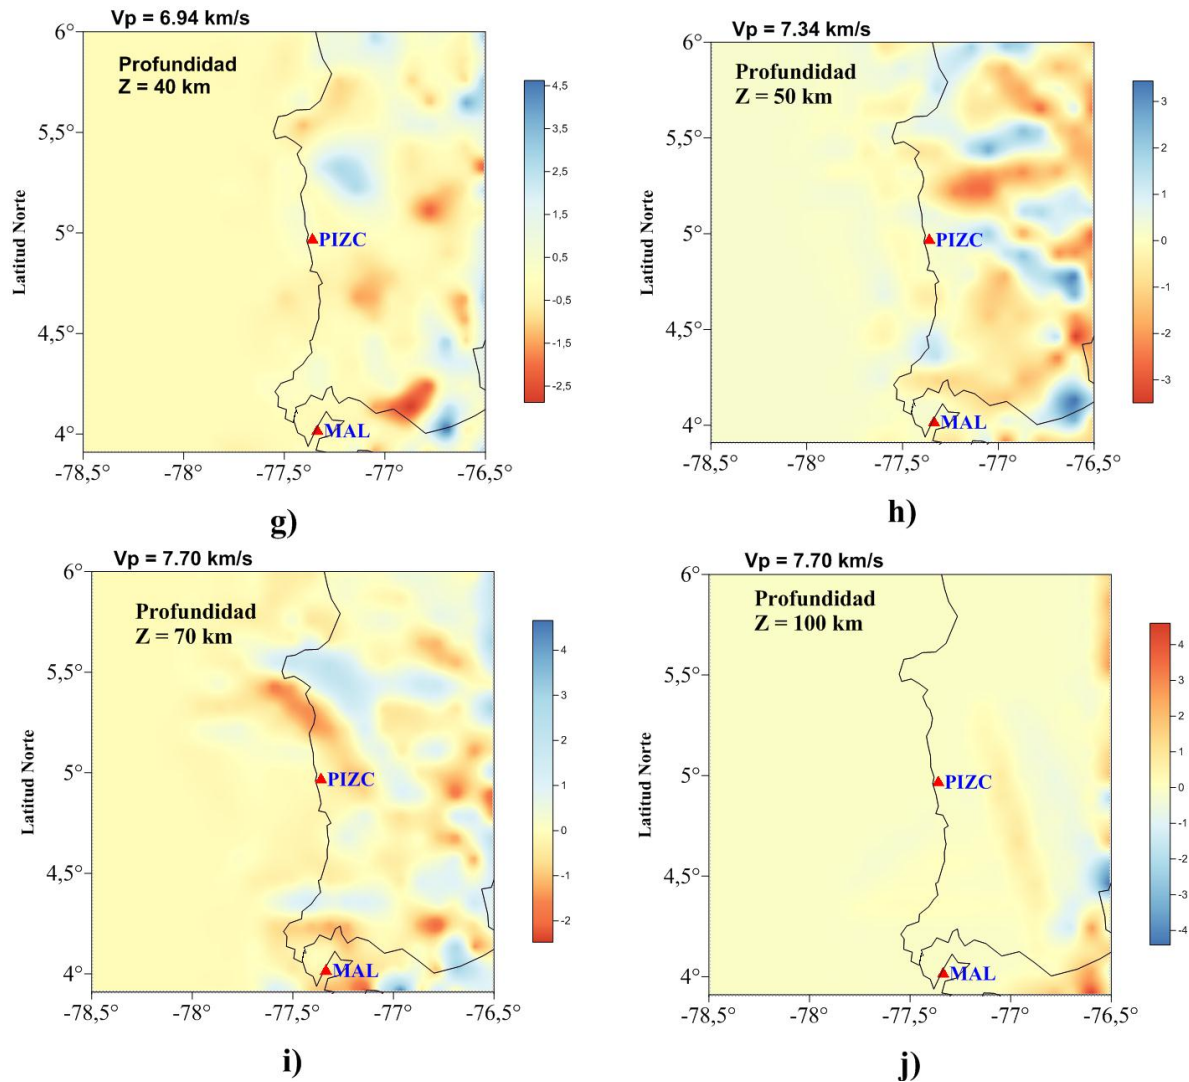 Vp = 6.94 km/s
Profundidad
Z = 40 km
Latitud Norte
6°
5,5°
5°
4,5°
4°
-78,5°
-78°
-77,5°
-77°
-76,5°
PIZC
MAL
4,5
3,5
2,5
1,5
0,5
-0,5
-1,5
-2,5
g)
Vp = 7.34 km/s
Profundidad
Z = 50 km
Latitud Norte
6°
5,5°
5°
4,5°
4°
-78,5°
-78°
-77,5°
-77°
-76,5°
PIZC
MAL
3
2
1
0
-1
-2
-3
h)
Vp = 7.70 km/s
Profundidad
Z = 70 km
Latitud Norte
6°
5,5°
5°
4,5°
4°
-78,5°
-78°
-77,5°
-77°
-76,5°
PIZC
MAL
4
3
2
1
0
-1
-2
i)
Vp = 7.70 km/s
Profundidad
Z = 100 km
Latitud Norte
6°
5,5°
5°
4,5°
4°
-78,5°
-78°
-77,5°
-77°
-76,5°
PIZC
MAL
4
3
2
1
0
-1
-2
-3
-4
j)